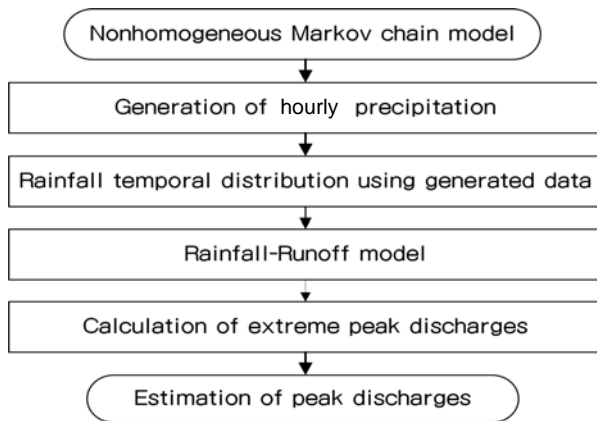 Nonhomogeneous Markov chain model
Generation of hourly precipitation
Rainfall temporal distribution using generated data
Rainfall-Runoff model
Calculation of extreme peak discharges
Estimation of peak discharges